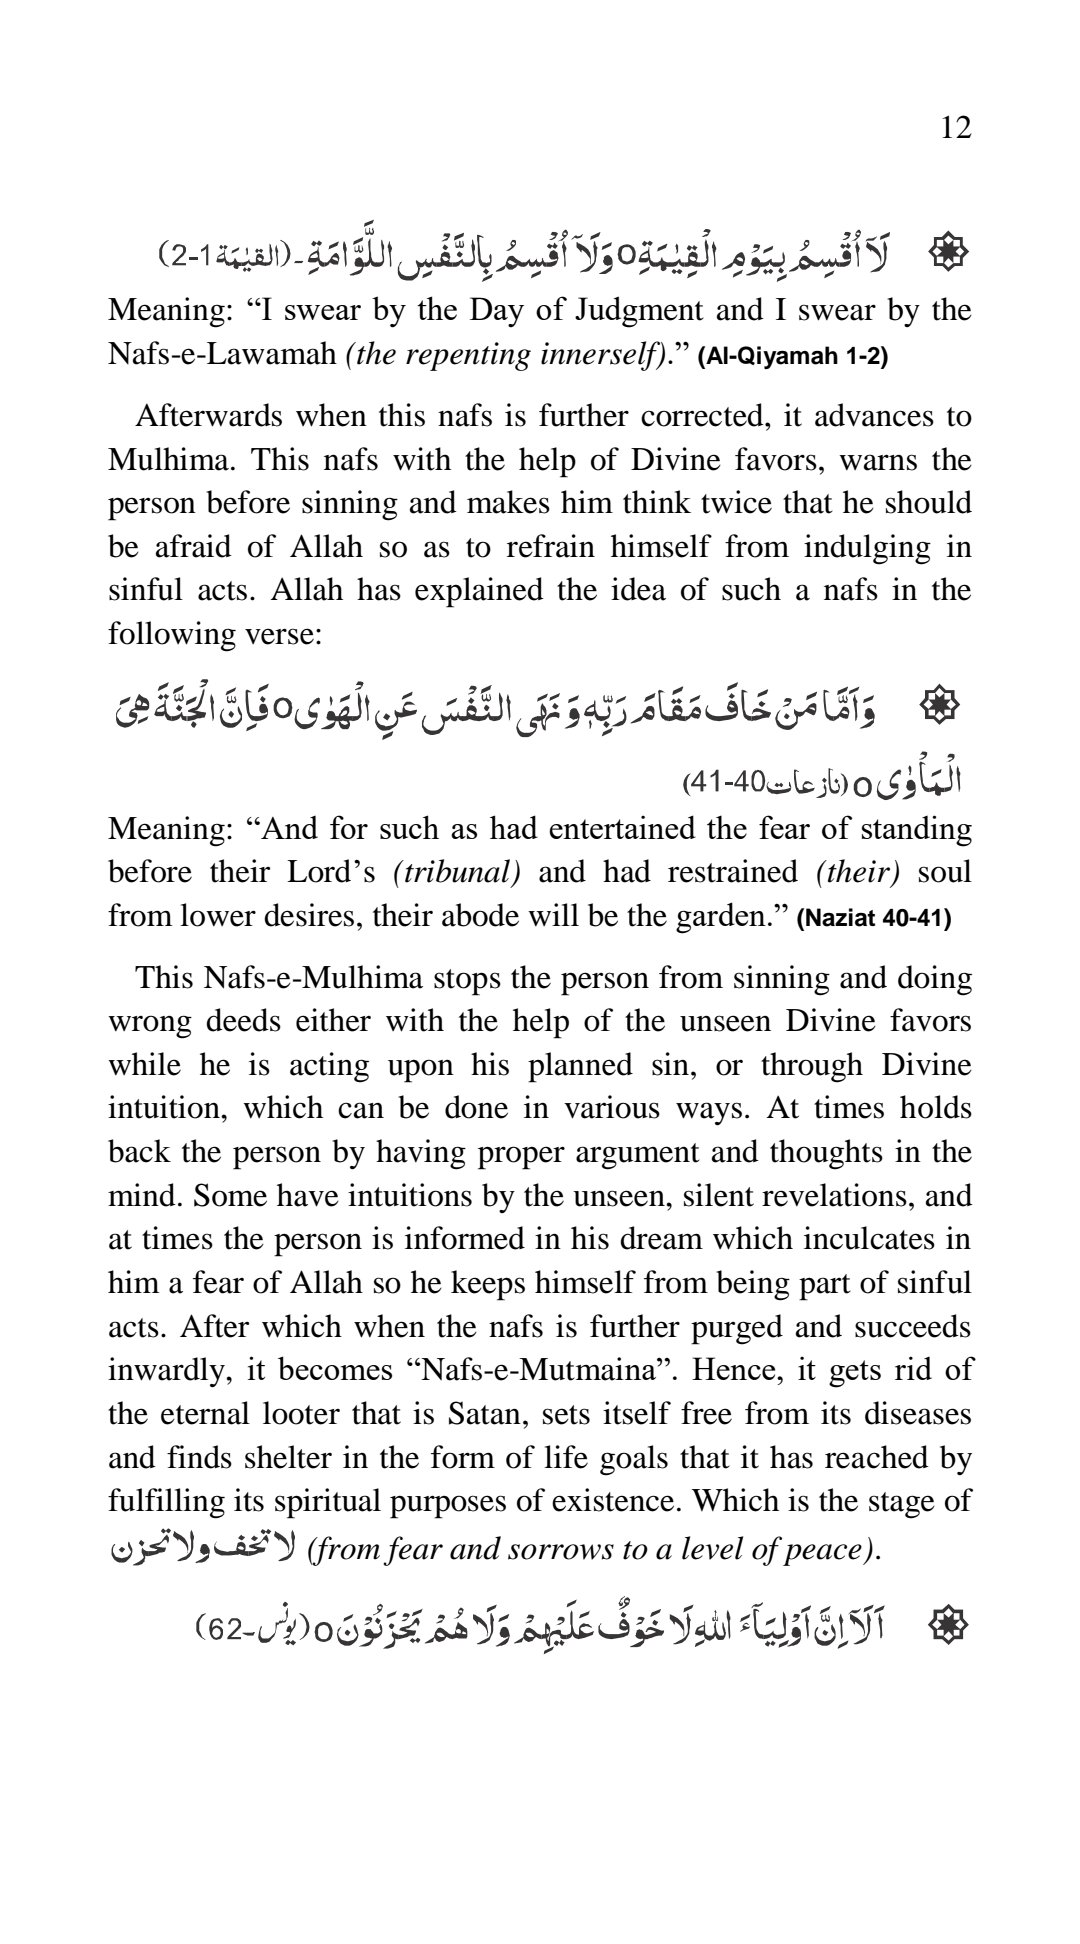 12
لَآ اُقْسِمُ بِيَوْمِ الْقِيٰمَةِo وَلَآ اُقْسِمُ بِالنَّفْسِ اللَّوَّامَةِ۔ (القیٰمَة 1-2)
Meaning: “I swear by the Day of Judgment and I swear by the
Nafs-e-Lawamah (the repenting innerself).” (Al-Qiyamah 1-2)
Afterwards when this nafs is further corrected, it advances to
Mulhima. This nafs with the help of Divine favors, warns the
person before sinning and makes him think twice that he should
be afraid of Allah so as to refrain himself from indulging in
sinful acts. Allah has explained the idea of such a nafs in the
following verse:
وَاَمَّا مَنْ خَافَ مَقَامَ رَبِّهٖ وَ نَهَى النَّفْسَ عَنِ الْهَوٰىo فَاِنَّ الْجَنَّةَ هِیَ
الْمَاْوٰىo (نازعات 40-41)
Meaning: “And for such as had entertained the fear of standing
before their Lord’s (tribunal) and had restrained (their) soul
from lower desires, their abode will be the garden.” (Naziat 40-41)
This Nafs-e-Mulhima stops the person from sinning and doing
wrong deeds either with the help of the unseen Divine favors
while he is acting upon his planned sin, or through Divine
intuition, which can be done in various ways. At times holds
back the person by having proper argument and thoughts in the
mind. Some have intuitions by the unseen, silent revelations, and
at times the person is informed in his dream which inculcates in
him a fear of Allah so he keeps himself from being part of sinful
acts. After which when the nafs is further purged and succeeds
inwardly, it becomes “Nafs-e-Mutmaina”. Hence, it gets rid of
the eternal looter that is Satan, sets itself free from its diseases
and finds shelter in the form of life goals that it has reached by
fulfilling its spiritual purposes of existence. Which is the stage of
لا تخف ولا تحزن (from fear and sorrows to a level of peace).
اَلَآ اِنَّ اَوْلِيَآءَ اللّٰهِ لَا خَوْفٌ عَلَيْهِمْ وَلَا هُمْ يَحْزَنُوْنَo (یونس-62)